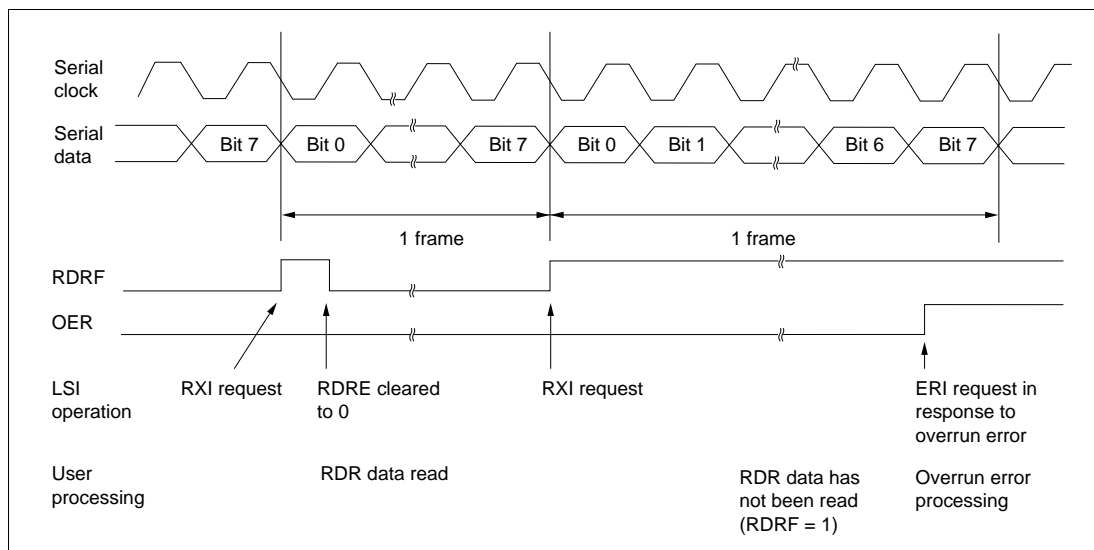 Serial
clock
Serial
data
Bit 7
Bit 0
Bit 7
Bit 0
Bit 1
Bit 6
Bit 7
1 frame
1 frame
RDRF
OER
LSI
operation
RXI request
RDRE cleared
to 0
RXI request
ERI request in
response to
overrun error
User
processing
RDR data read
RDR data has
not been read
(RDRF = 1)
Overrun error
processing